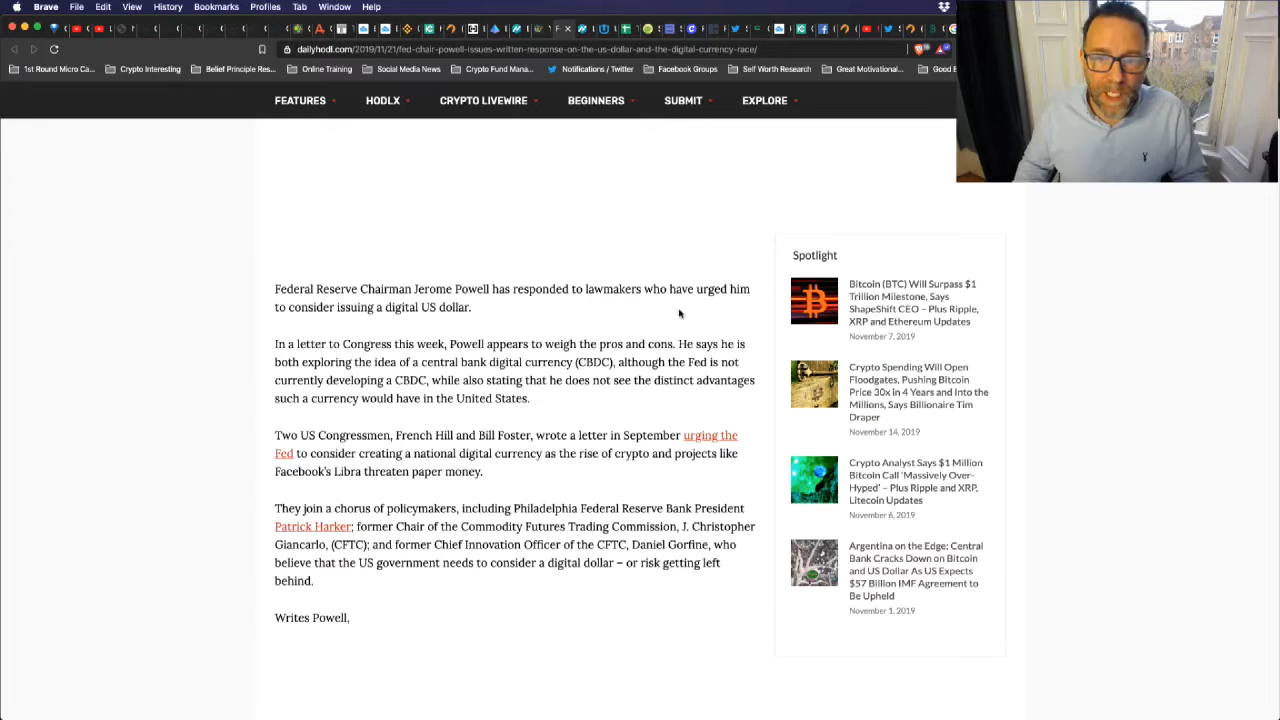 Brave File Edit View History Bookmarks Profiles Tab Window Help
dailyhodl.com/2019/11/21/fed-chair-powell-issues-written-response-on-the-us-dollar-and-the-digital-currency-race/
1st Round Micro Ca... Crypto Interesting Belief Principle Res... Online Training Social Media News Crypto Fund Mana... Notifications / Twitter Facebook Groups Self Worth Research Great Motivational...
FEATURES HODLX CRYPTO LIVEWIRE BEGINNERS SUBMIT EXPLORE
Federal Reserve Chairman Jerome Powell has responded to lawmakers who have urged him
to consider issuing a digital US dollar.
In a letter to Congress this week, Powell appears to weigh the pros and cons. He says he is
both exploring the idea of a central bank digital currency (CBDC), although the Fed is not
currently developing a CBDC, while also stating that he does not see the distinct advantages
such a currency would have in the United States.
Two US Congressmen, French Hill and Bill Foster, wrote a letter in September urging the
Fed to consider creating a national digital currency as the rise of crypto and projects like
Facebook's Libra threaten paper money.
They join a chorus of policymakers, including Philadelphia Federal Reserve Bank President
Patrick Harker; former Chair of the Commodity Futures Trading Commission, J. Christopher
Giancarlo, (CFTC); and former Chief Innovation Officer of the CFTC, Daniel Gorfine, who
believe that the US government needs to consider a digital dollar – or risk getting left
behind.
Writes Powell,
Spotlight
Bitcoin (BTC) Will Surpass $1
Trillion Milestone, Says
ShapeShift CEO – Plus Ripple,
XRP and Ethereum Updates
November 7, 2019
Crypto Spending Will Open
Floodgates, Pushing Bitcoin
Price 30x in 4 Years and Into the
Millions, Says Billionaire Tim
Draper
November 14, 2019
Crypto Analyst Says $1 Million
Bitcoin Call 'Massively Over-
Hyped' – Plus Ripple and XRP,
Litecoin Updates
November 6, 2019
Argentina on the Edge: Central
Bank Cracks Down on Bitcoin
and US Dollar As US Expects
$57 Billion IMF Agreement to
Be Upheld
November 1, 2019